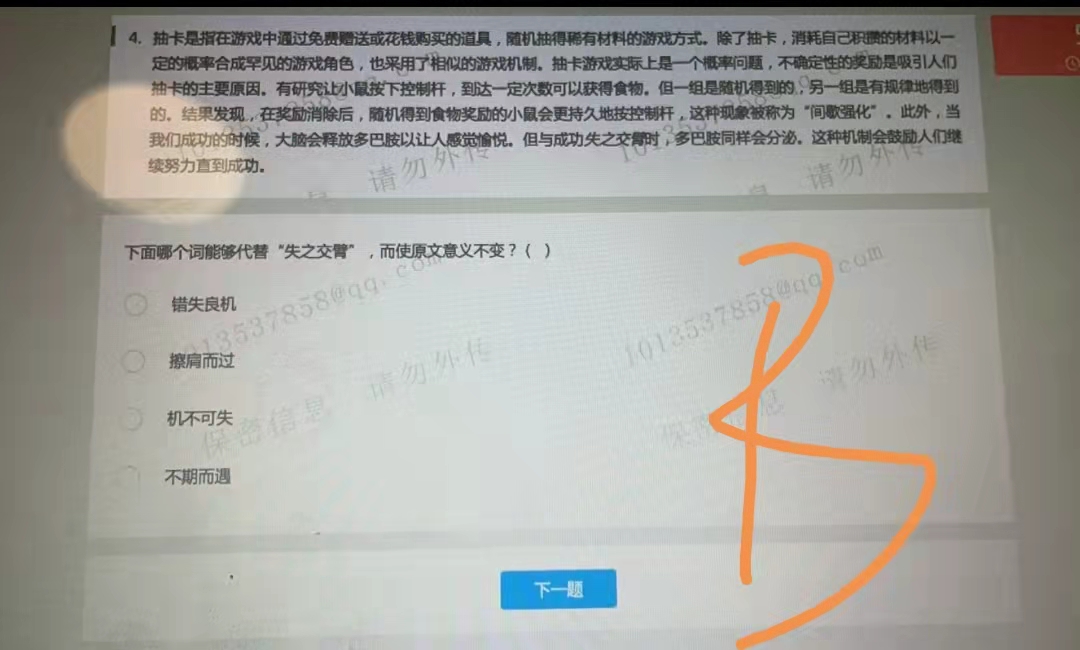 4. 抽卡是指在游戏中通过免费赠送或花钱购买的道具，随机抽得稀有材料的游戏方式。除了抽卡，消耗自己积攒的材料以一
定的概率合成罕见的游戏角色，也采用了相似的游戏机制。抽卡游戏实际上是一个概率问题，不确定性的奖励是吸引人们
抽卡的主要原因。有研究让小鼠按下控制杆，到达一定次数可以获得食物。但一组是随机得到的，另一组是有规律地得到
的。结果发现，在奖励消除后，随机得到食物奖励的小鼠会更持久地按控制杆，这种现象被称为“间歇强化”。此外，当
我们成功的时候，大脑会释放多巴胺以让人感觉愉悦。但与成功失之交臂时，多巴胺同样会分泌。这种机制会鼓励人们继
续努力直到成功。
请勿外传
请勿外传
下面哪个词能够代替“失之交臂”，而使原文意义不变？（ ）
错失良机
1013537858@qq.com
1013537858@qq.com
擦肩而过
请勿外传
请勿外传
机不可失
保密信息
不期而遇
B
下一题